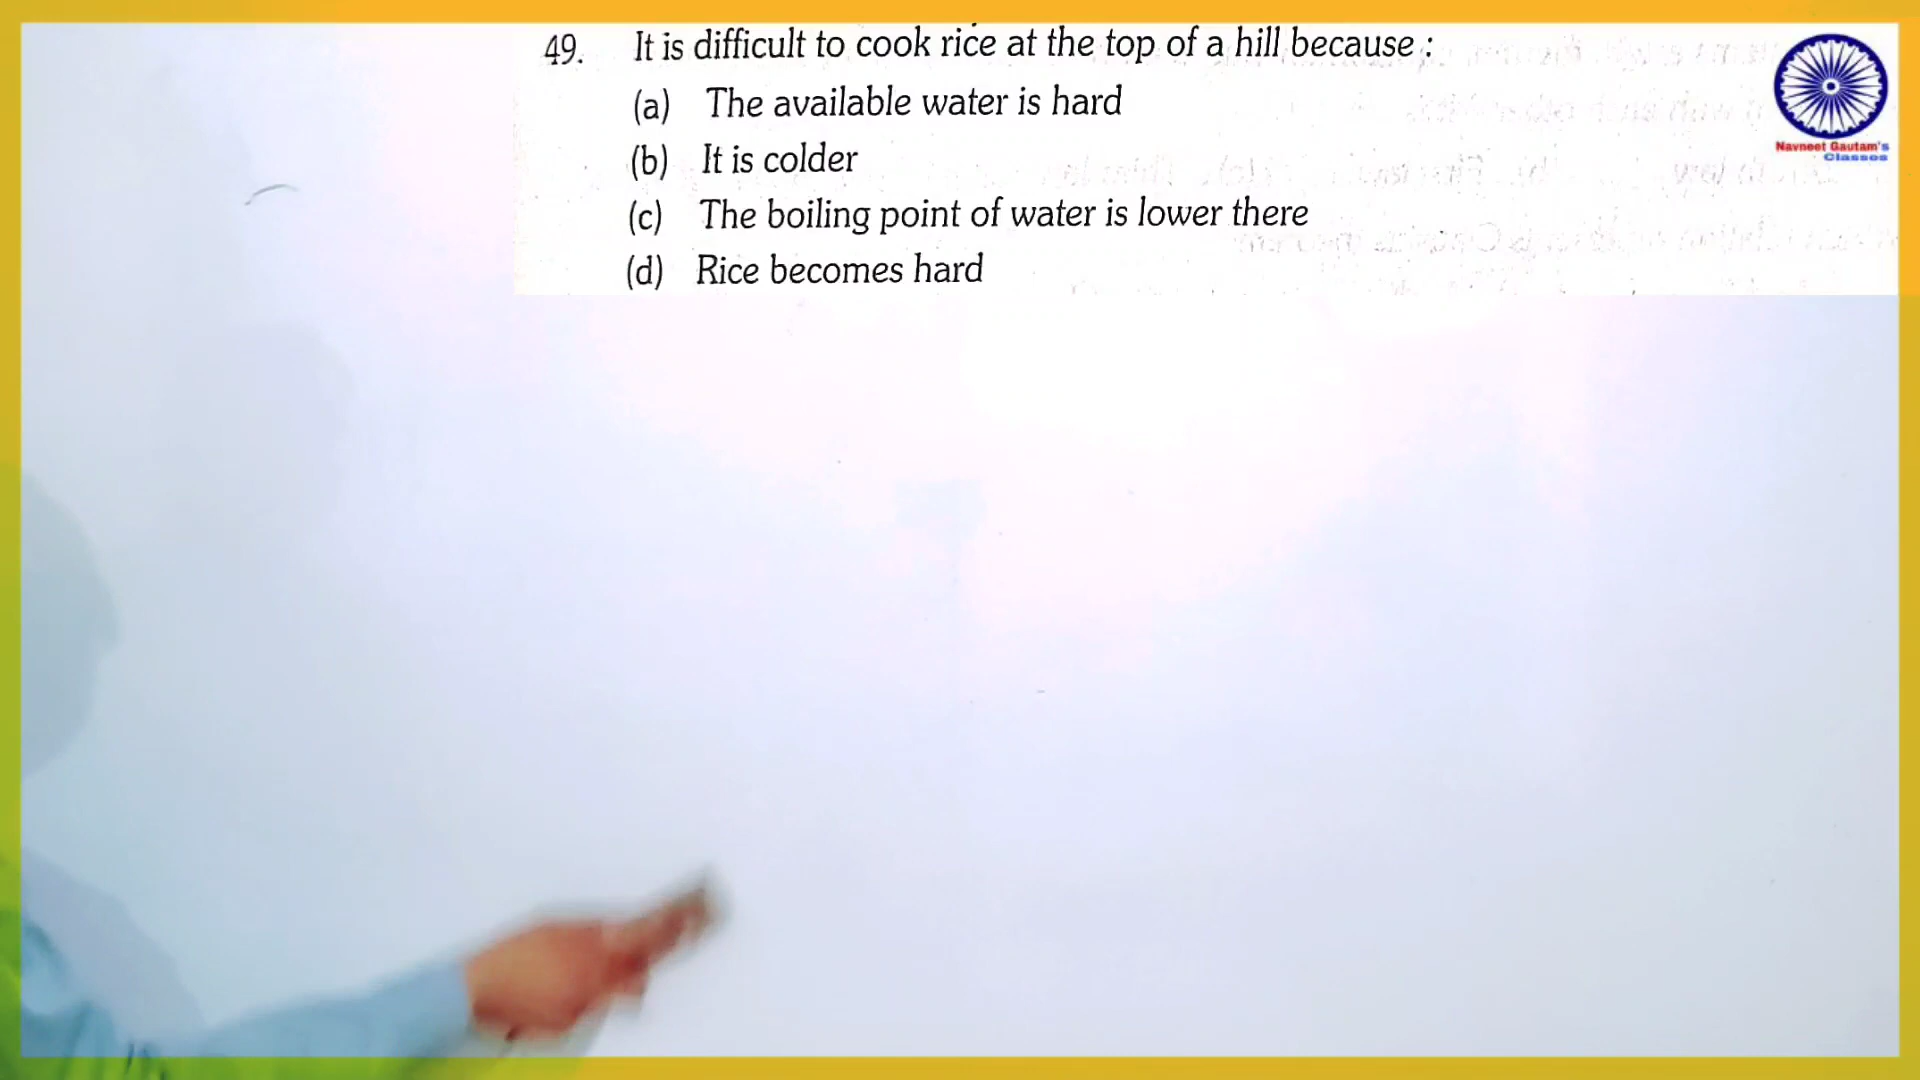 49. It is difficult to cook rice at the top of a hill because :
(a) The available water is hard
(b) It is colder
(c) The boiling point of water is lower there
(d) Rice becomes hard
Navneet Gautam's
Classes